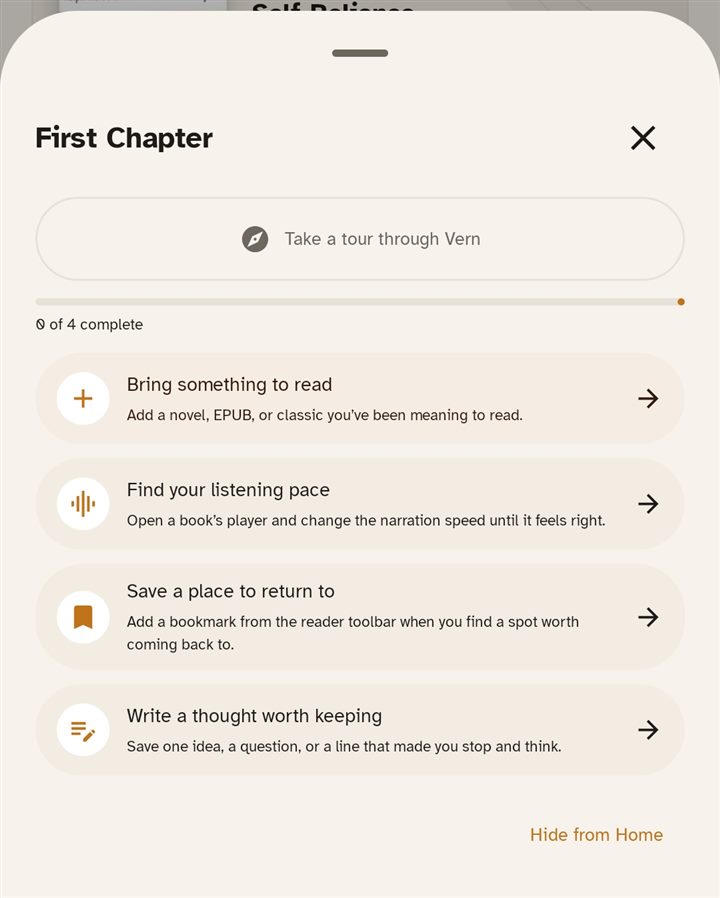 Self-Reliance
First Chapter
Take a tour through Vern
0 of 4 complete
Bring something to read
Add a novel, EPUB, or classic you’ve been meaning to read.
Find your listening pace
Open a book’s player and change the narration speed until it feels right.
Save a place to return to
Add a bookmark from the reader toolbar when you find a spot worth
coming back to.
Write a thought worth keeping
Save one idea, a question, or a line that made you stop and think.
Hide from Home